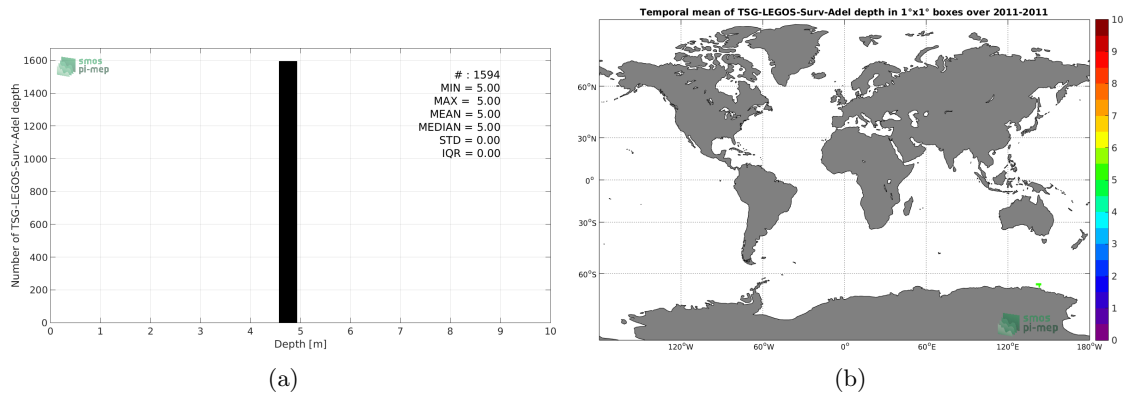 smos
pi-mep
# : 1594
MIN = 5.00
MAX = 5.00
MEAN = 5.00
MEDIAN = 5.00
STD = 0.00
IQR = 0.00
Number of TSG-LEGOS-Surv-Adel depth
1600
1400
1200
1000
800
600
400
200
0
0 1 2 3 4 5 6 7 8 9 10
Depth [m]
(a)
Temporal mean of TSG-LEGOS-Surv-Adel depth in 1°x1° boxes over 2011-2011
60°N
30°N
0°
30°S
60°S
120°W 60°W 0° 60°E 120°E 180°W
smos
pi-mep
10
9
8
7
6
5
4
3
2
1
0
(b)